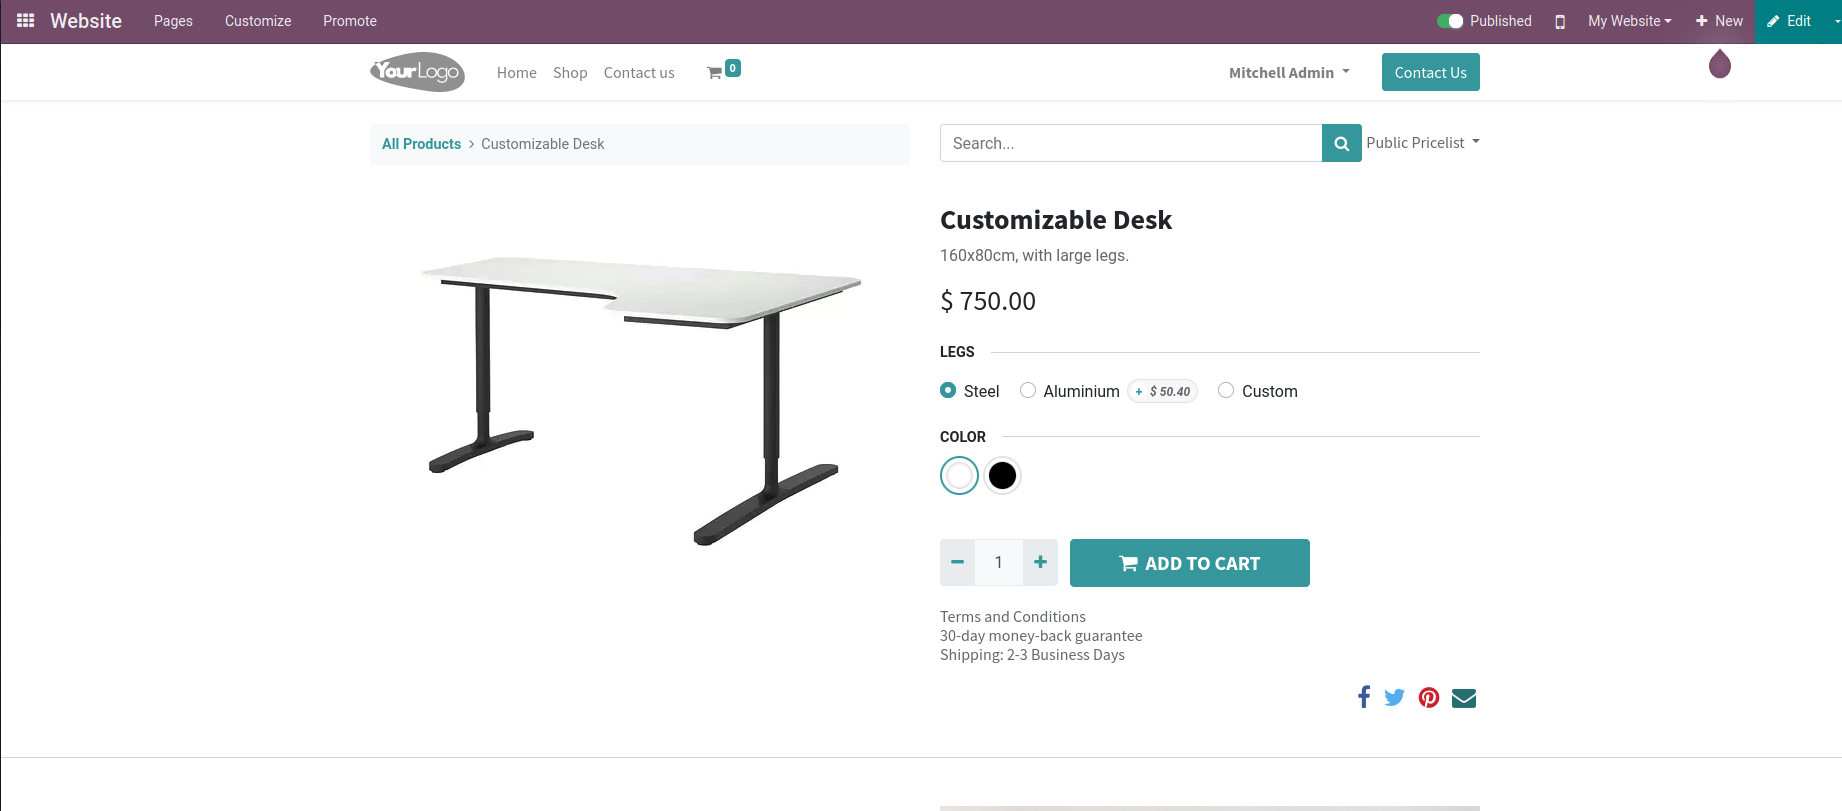 Website Pages Customize Promote Published My Website New Edit
YourLogo Home Shop Contact us 0 Mitchell Admin Contact Us
All Products > Customizable Desk
Search... Public Pricelist
Customizable Desk
160x80cm, with large legs.
$ 750.00
LEGS
Steel Aluminium + $ 50.40 Custom
COLOR
1 ADD TO CART
Terms and Conditions
30-day money-back guarantee
Shipping: 2-3 Business Days